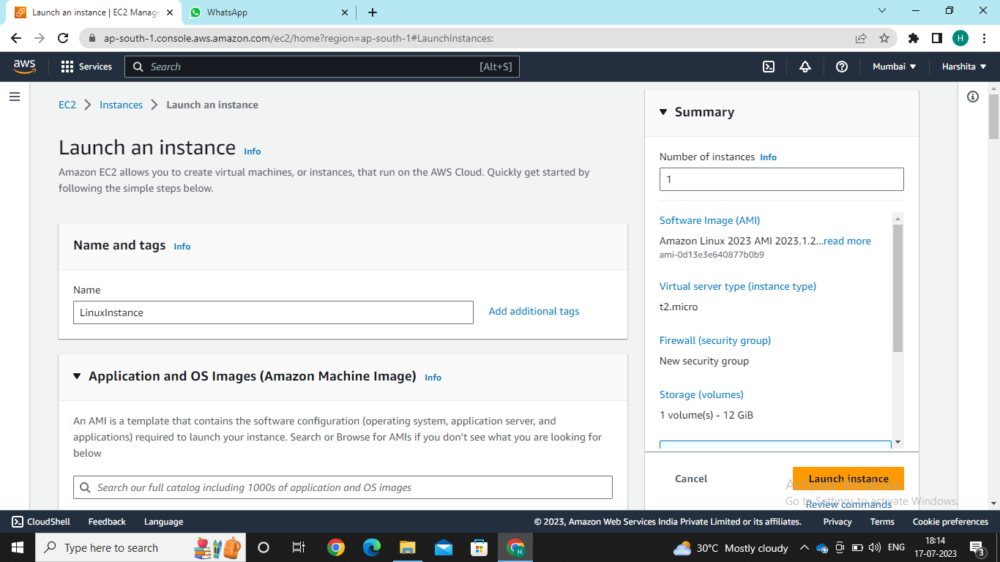 Launch an instance | EC2 Manage
WhatsApp
ap-south-1.console.aws.amazon.com/ec2/home?region=ap-south-1#LaunchInstances:
H
aws
Services
Search
[Alt+S]
Mumbai
Harshita
EC2
Instances
Launch an instance
Launch an instance Info
Amazon EC2 allows you to create virtual machines, or instances, that run on the AWS Cloud. Quickly get started by
following the simple steps below.
Name and tags Info
Name
LinuxInstance
Add additional tags
Application and OS Images (Amazon Machine Image) Info
An AMI is a template that contains the software configuration (operating system, application server, and
applications) required to launch your instance. Search or Browse for AMIs if you don't see what you are looking for
below
Search our full catalog including 1000s of application and OS images
Summary
Number of instances Info
1
Software Image (AMI)
Amazon Linux 2023 AMI 2023.1.2...read more
ami-0d13e3e640877b0b9
Virtual server type (instance type)
t2.micro
Firewall (security group)
New security group
Storage (volumes)
1 volume(s) - 12 GiB
Cancel
Launch instance
Activate Windows
Go to Settings to activate Windows.
Review commands
CloudShell
Feedback
Language
© 2023, Amazon Web Services India Private Limited or its affiliates.
Privacy
Terms
Cookie preferences
Type here to search
H
30°C Mostly cloudy
ENG
18:14
17-07-2023
3